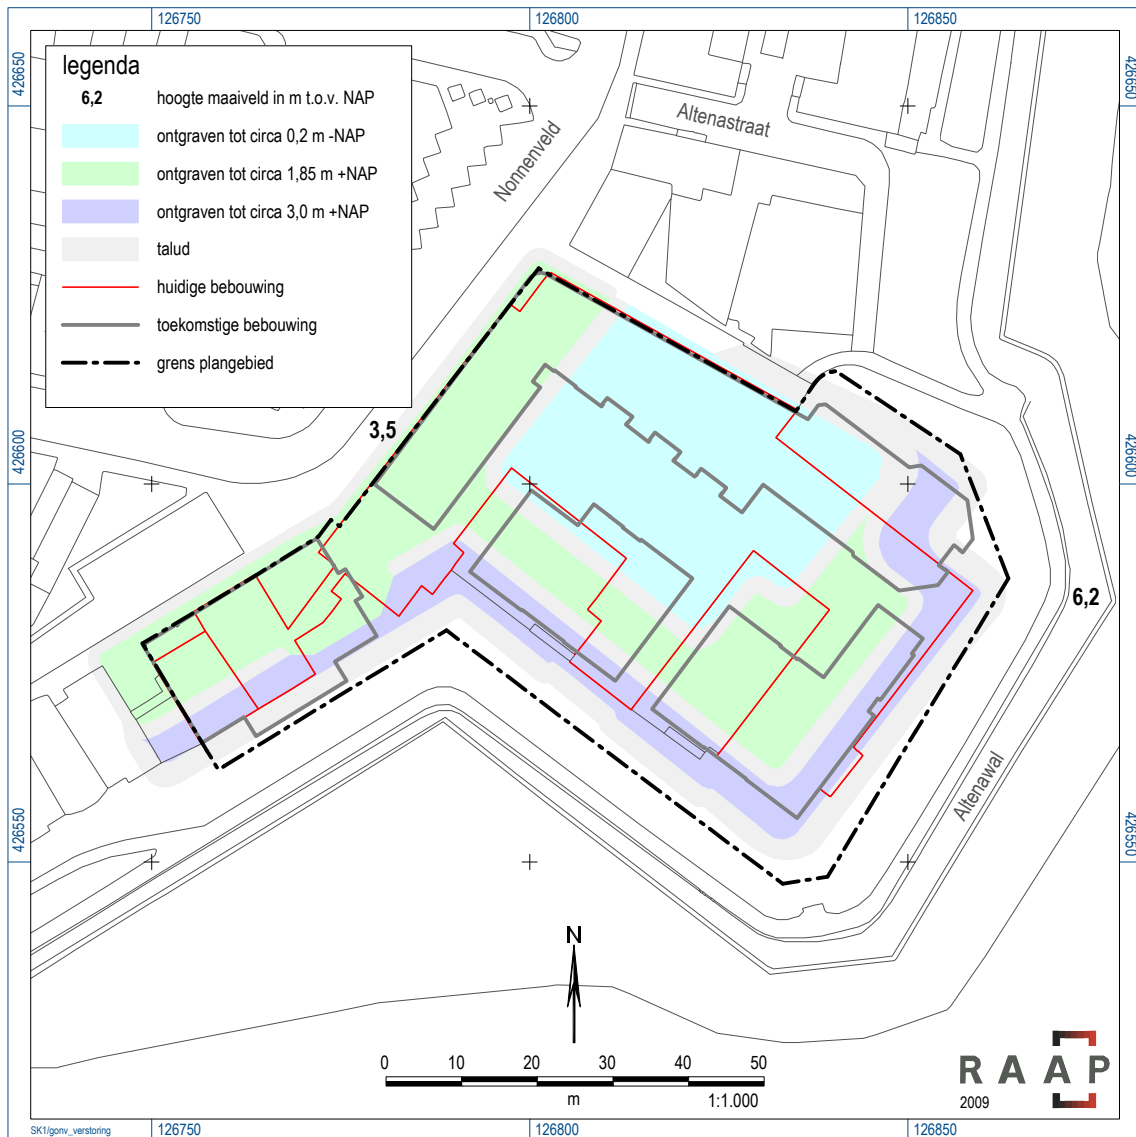 126750
126800
126850
426650
426650
legenda
6,2 hoogte maaiveld in m t.o.v. NAP
ontgraven tot circa 0,2 m -NAP
ontgraven tot circa 1,85 m +NAP
ontgraven tot circa 3,0 m +NAP
talud
huidige bebouwing
toekomstige bebouwing
grens plangebied
Altenastraat
Nonnenveld
3,5
426600
426600
6,2
Altenawal
426550
426550
N
0 10 20 30 40 50
m 1:1.000
RAAP
2009
SK1/gonv_verstoring
126750
126800
126850